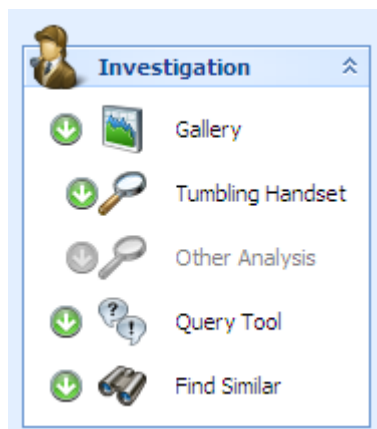 Investigation
Gallery
Tumbling Handset
Other Analysis
Query Tool
Find Similar